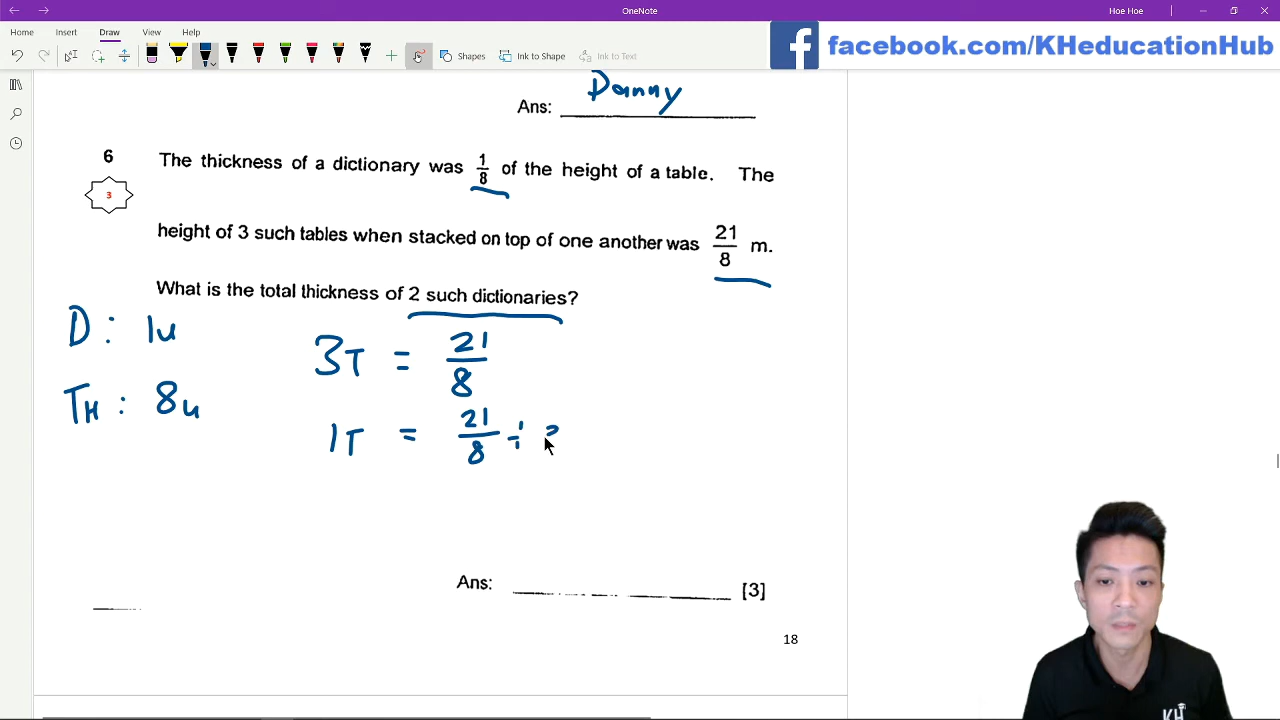 OneNote
Hoe Hoe
Home Insert Draw View Help
Shapes Ink to Shape Ink to Text
facebook.com/KHeducationHub
Danny
Ans:
6 The thickness of a dictionary was 1/8 of the height of a table. The
3
height of 3 such tables when stacked on top of one another was 21/8 m.
What is the total thickness of 2 such dictionaries?
D : 1u
3T = 21/8
TH : 8u
1T = 21/8 ÷
Ans: [3]
18
KH